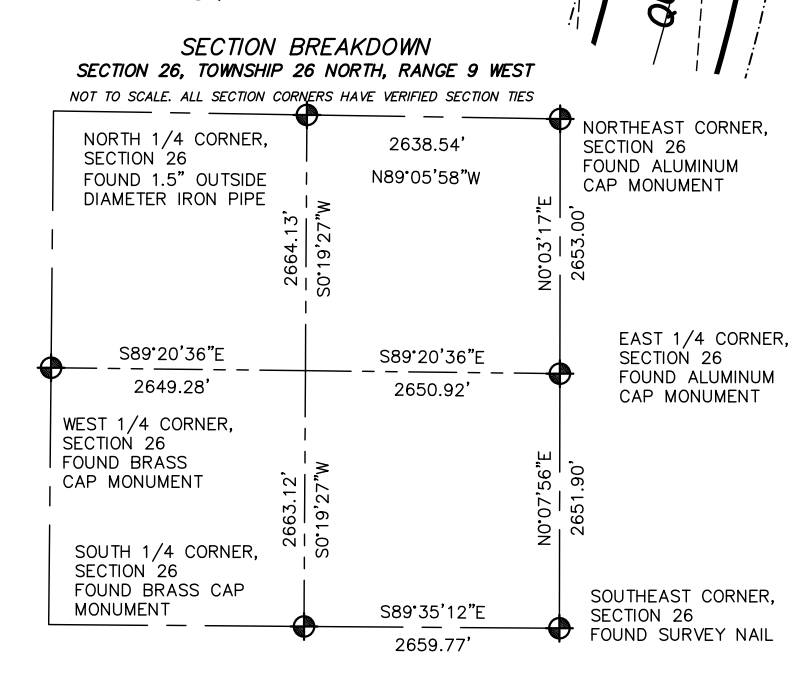 SECTION BREAKDOWN
SECTION 26, TOWNSHIP 26 NORTH, RANGE 9 WEST
NOT TO SCALE. ALL SECTION CORNERS HAVE VERIFIED SECTION TIES
NORTH 1/4 CORNER,
SECTION 26
FOUND 1.5" OUTSIDE
DIAMETER IRON PIPE
2638.54'
N89°05'58"W
NORTHEAST CORNER,
SECTION 26
FOUND ALUMINUM
CAP MONUMENT
2664.13'
S0°19'27"W
N0°03'17"E
2653.00'
S89°20'36"E
2649.28'
S89°20'36"E
2650.92'
EAST 1/4 CORNER,
SECTION 26
FOUND ALUMINUM
CAP MONUMENT
WEST 1/4 CORNER,
SECTION 26
FOUND BRASS
CAP MONUMENT
2663.12'
S0°19'27"W
N0°07'56"E
2651.90'
SOUTH 1/4 CORNER,
SECTION 26
FOUND BRASS CAP
MONUMENT
S89°35'12"E
2659.77'
SOUTHEAST CORNER,
SECTION 26
FOUND SURVEY NAIL